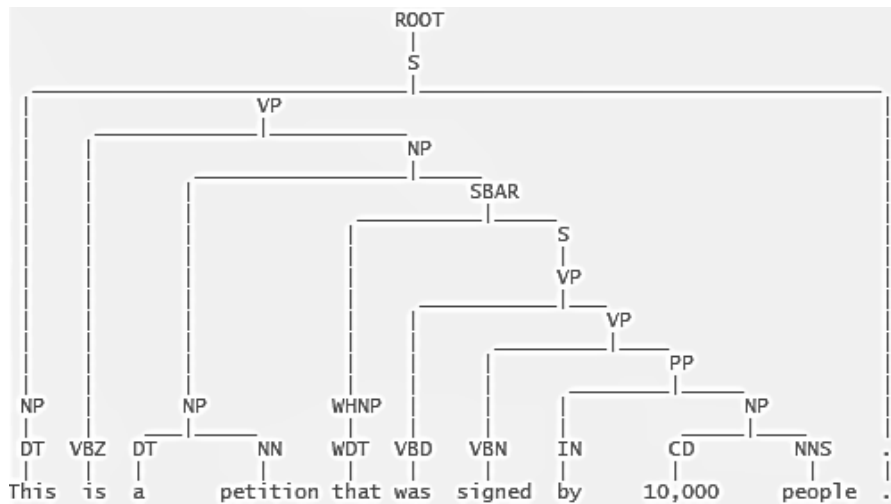 ROOT
S
VP
NP
SBAR
S
VP
VP
PP
NP NP WHNP NP
DT VBZ DT NN WDT VBD VBN IN CD NNS .
This is a petition that was signed by 10,000 people .